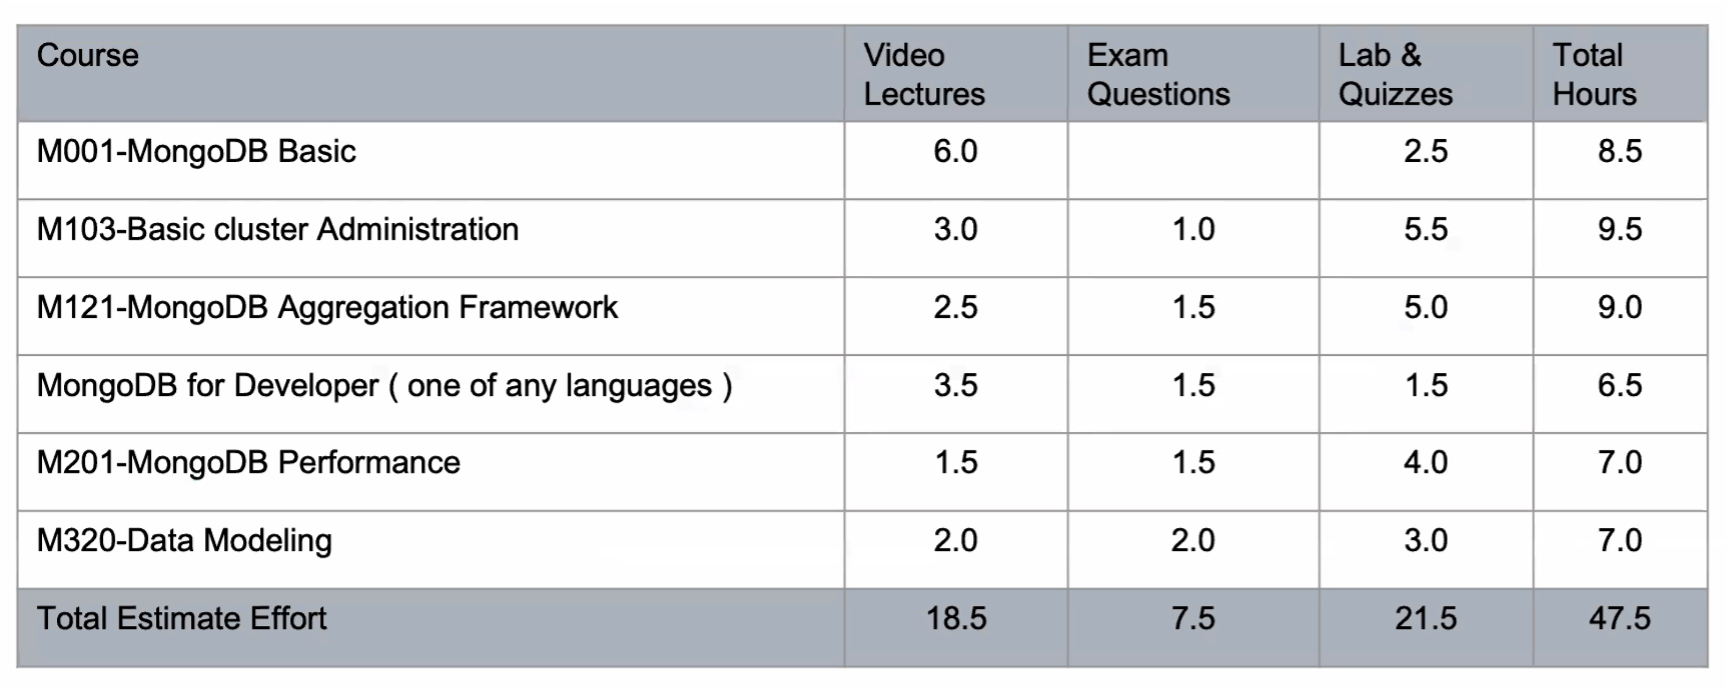 Course Video Lectures Exam Questions Lab & Quizzes Total Hours
M001-MongoDB Basic 6.0 2.5 8.5
M103-Basic cluster Administration 3.0 1.0 5.5 9.5
M121-MongoDB Aggregation Framework 2.5 1.5 5.0 9.0
MongoDB for Developer ( one of any languages ) 3.5 1.5 1.5 6.5
M201-MongoDB Performance 1.5 1.5 4.0 7.0
M320-Data Modeling 2.0 2.0 3.0 7.0
Total Estimate Effort 18.5 7.5 21.5 47.5